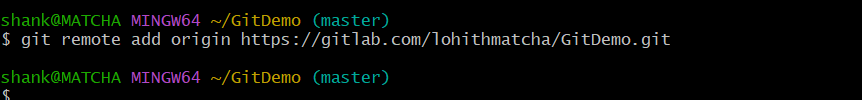 shank@MATCHA MINGW64 ~/GitDemo (master)
$ git remote add origin https://gitlab.com/lohithmatcha/GitDemo.git
shank@MATCHA MINGW64 ~/GitDemo (master)
$